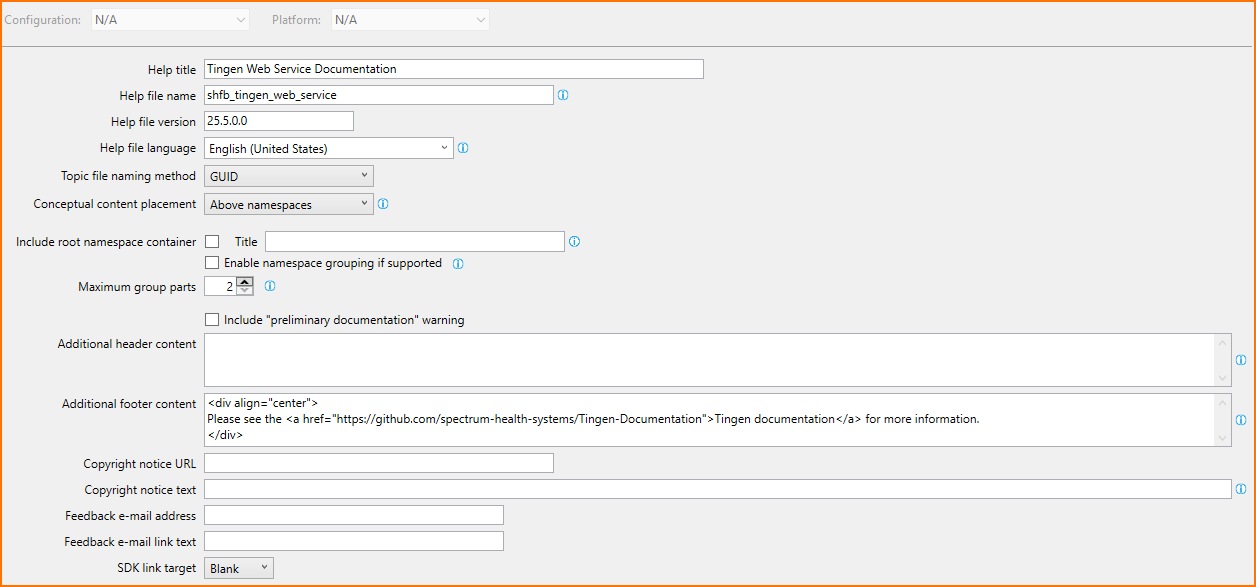 Configuration: N/A Platform: N/A
Help title Tingen Web Service Documentation
Help file name shfb_tingen_web_service
Help file version 25.5.0.0
Help file language English (United States)
Topic file naming method GUID
Conceptual content placement Above namespaces
Include root namespace container Title
Enable namespace grouping if supported
Maximum group parts 2
Include "preliminary documentation" warning
Additional header content
Additional footer content <div align="center">
Please see the <a href="https://github.com/spectrum-health-systems/Tingen-Documentation">Tingen documentation</a> for more information.
</div>
Copyright notice URL
Copyright notice text
Feedback e-mail address
Feedback e-mail link text
SDK link target Blank